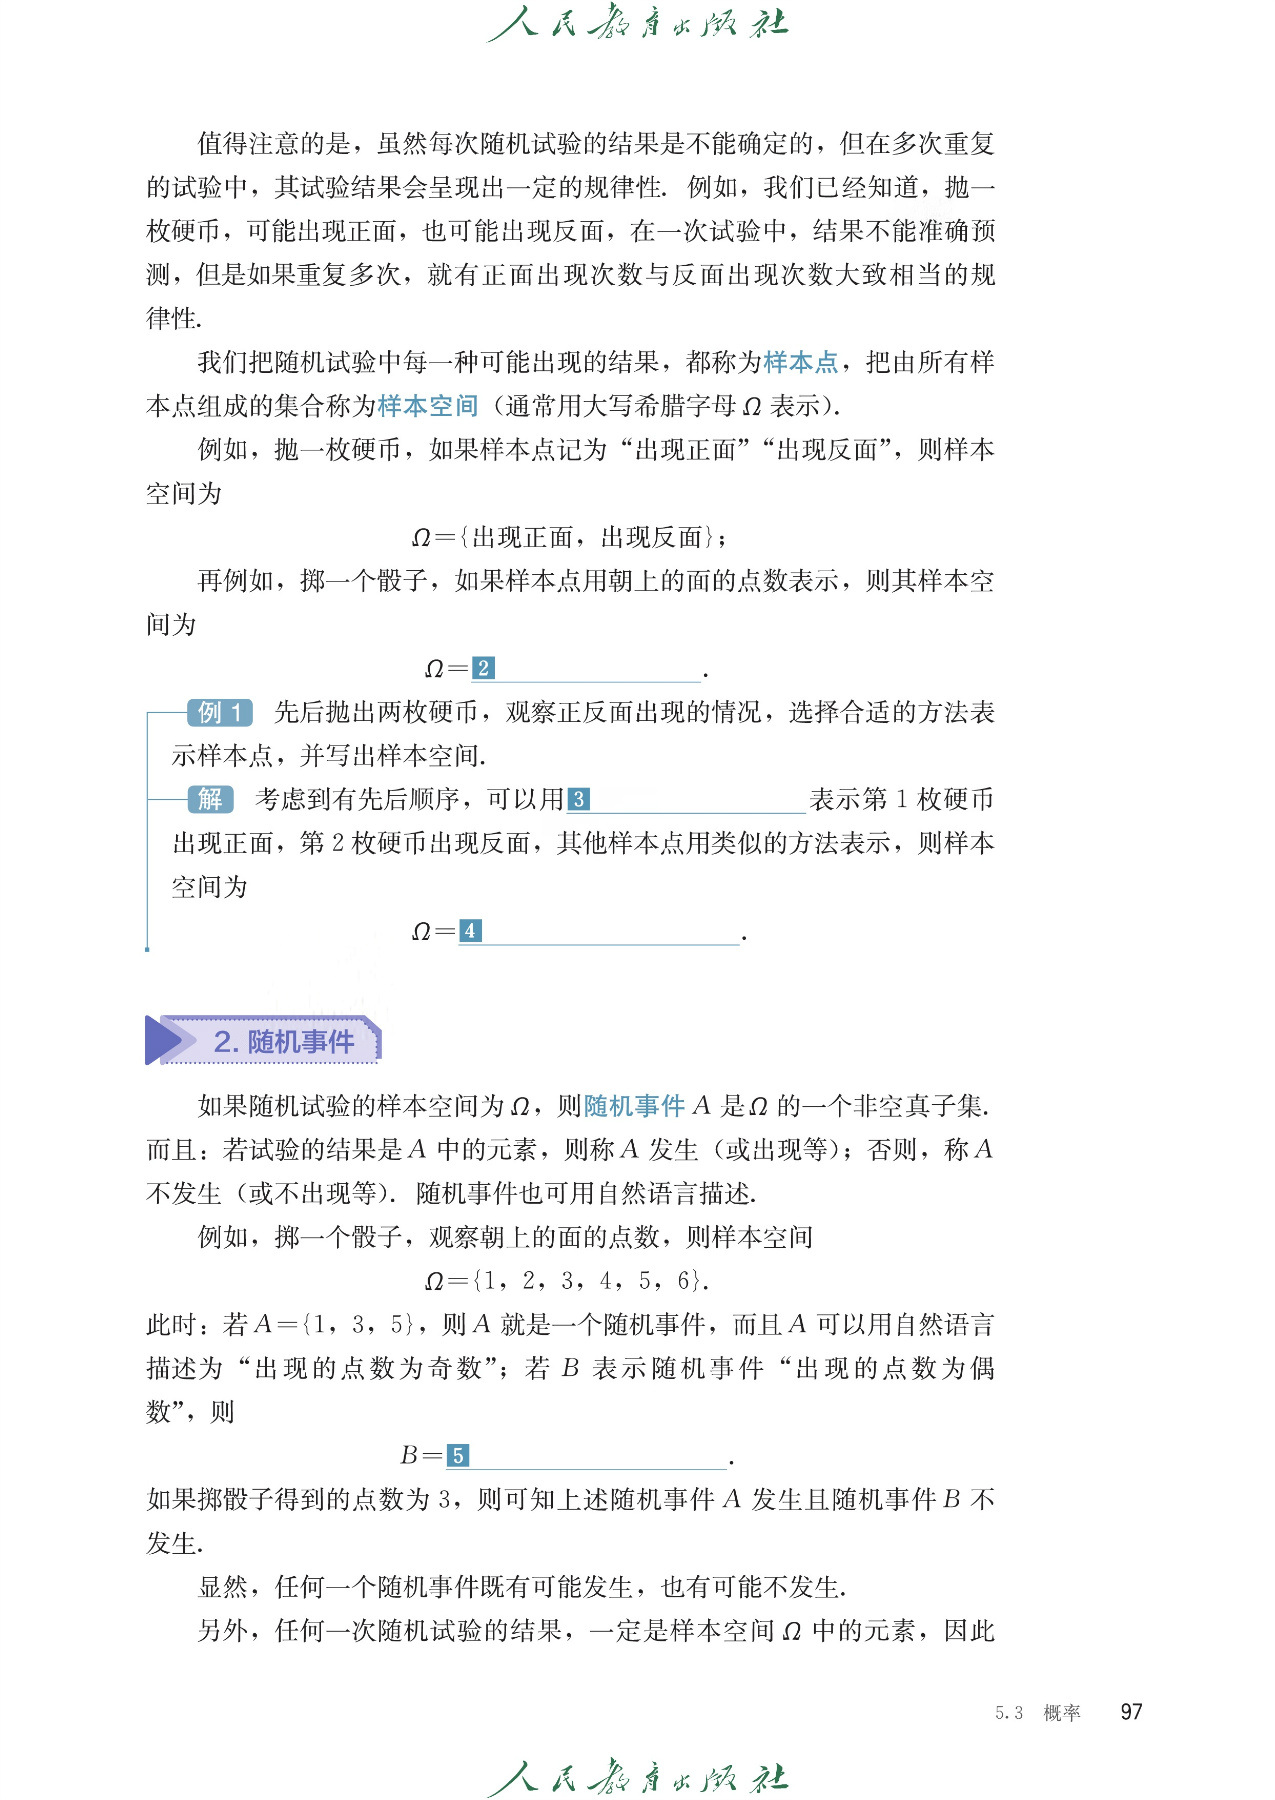 人民教育出版社
值得注意的是，虽然每次随机试验的结果是不能确定的，但在多次重复
的试验中，其试验结果会呈现出一定的规律性. 例如，我们已经知道，抛一
枚硬币，可能出现正面，也可能出现反面，在一次试验中，结果不能准确预
测，但是如果重复多次，就有正面出现次数与反面出现次数大致相当的规
律性.
我们把随机试验中每一种可能出现的结果，都称为样本点，把由所有样
本点组成的集合称为样本空间（通常用大写希腊字母 Ω 表示）.
例如，抛一枚硬币，如果样本点记为“出现正面”“出现反面”，则样本
空间为
Ω={出现正面，出现反面}；
再例如，掷一个骰子，如果样本点用朝上的面的点数表示，则其样本空
间为
Ω=2.
例 1 先后抛出两枚硬币，观察正反面出现的情况，选择合适的方法表
示样本点，并写出样本空间.
解 考虑到有先后顺序，可以用 3 表示第 1 枚硬币
出现正面，第 2 枚硬币出现反面，其他样本点用类似的方法表示，则样本
空间为
Ω=4.
2. 随机事件
如果随机试验的样本空间为 Ω，则随机事件 A 是 Ω 的一个非空真子集.
而且：若试验的结果是 A 中的元素，则称 A 发生（或出现等）；否则，称 A
不发生（或不出现等）. 随机事件也可用自然语言描述.
例如，掷一个骰子，观察朝上的面的点数，则样本空间
Ω={1，2，3，4，5，6}.
此时：若 A={1，3，5}，则 A 就是一个随机事件，而且 A 可以用自然语言
描述为“出现的点数为奇数”；若 B 表示随机事件“出现的点数为偶
数”，则
B=5.
如果掷骰子得到的点数为 3，则可知上述随机事件 A 发生且随机事件 B 不
发生.
显然，任何一个随机事件既有可能发生，也有可能不发生.
另外，任何一次随机试验的结果，一定是样本空间 Ω 中的元素，因此
5.3 概率 97
人民教育出版社